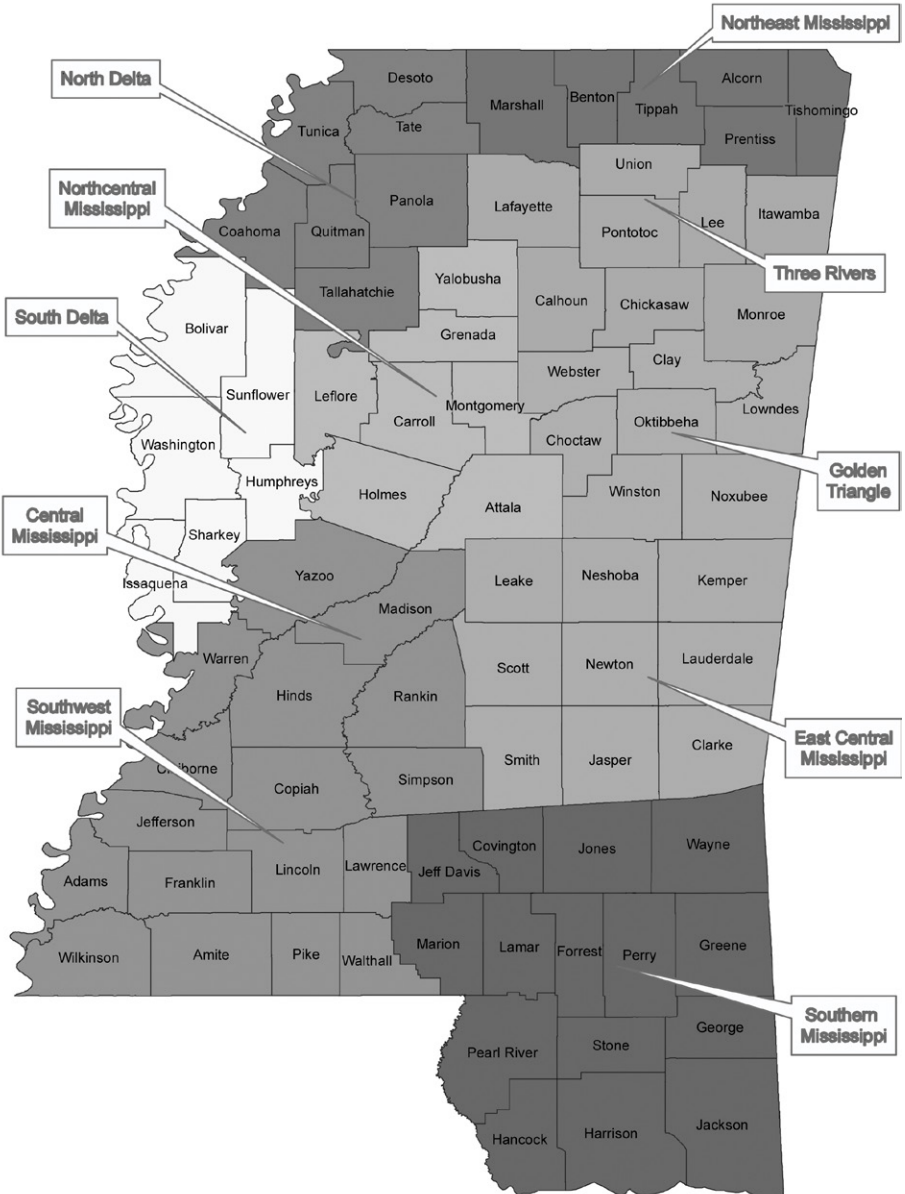 Northeast Mississippi
North Delta
Desoto
Alcorn
Marshall
Benton
Tippah
Tishomingo
Tunica
Tate
Prentiss
Union
Northcentral
Mississippi
Panola
Lafayette
Itawamba
Coahoma
Quitman
Pontotoc
Lee
Three Rivers
Yalobusha
Tallahatchie
Calhoun
Chickasaw
Monroe
South Delta
Bolivar
Grenada
Clay
Webster
Sunflower
Leflore
Montgomery
Lowndes
Carroll
Oktibbeha
Washington
Choctaw
Golden
Triangle
Humphreys
Holmes
Winston
Noxubee
Attala
Central
Mississippi
Sharkey
Yazoo
Issaquena
Leake
Neshoba
Kemper
Madison
Warren
Scott
Newton
Lauderdale
Hinds
Rankin
Southwest
Mississippi
East Central
Mississippi
Clarke
Smith
Jasper
Claiborne
Simpson
Copiah
Jefferson
Covington
Jones
Wayne
Lincoln
Lawrence
Jeff Davis
Adams
Franklin
Marion
Lamar
Forrest
Perry
Greene
Wilkinson
Amite
Pike
Walthall
Southern
Mississippi
George
Pearl River
Stone
Jackson
Hancock
Harrison